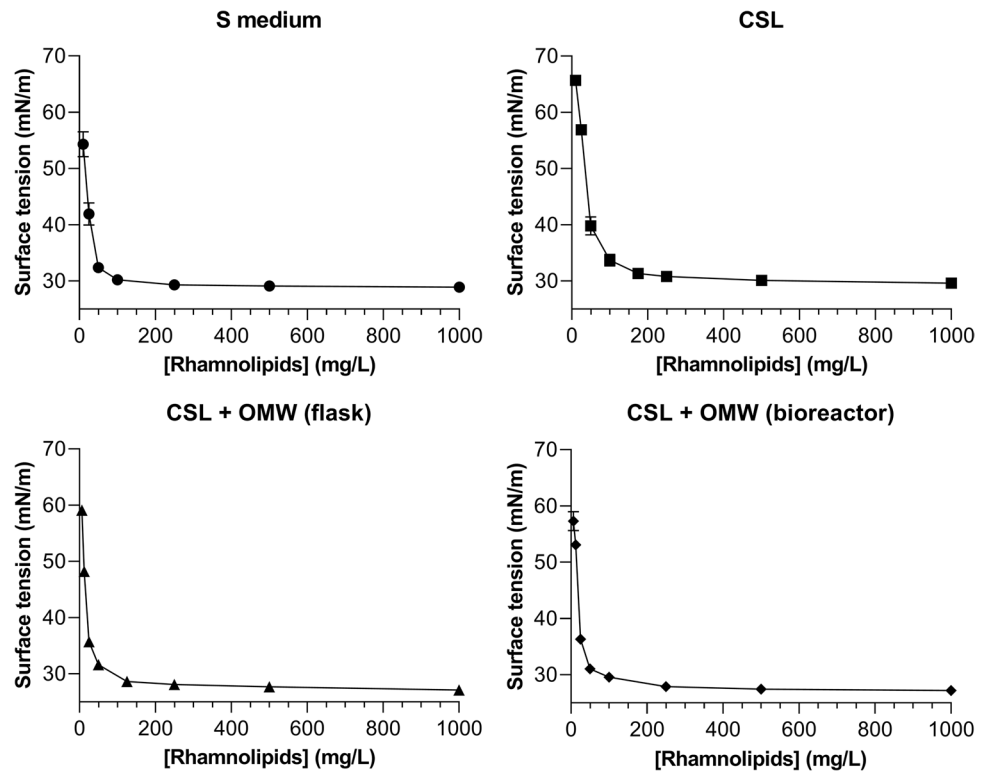 S medium
Surface tension (mN/m)
70
60
50
40
30
0 200 400 600 800 1000
[Rhamnolipids] (mg/L)
CSL
Surface tension (mN/m)
70
60
50
40
30
0 200 400 600 800 1000
[Rhamnolipids] (mg/L)
CSL + OMW (flask)
Surface tension (mN/m)
70
60
50
40
30
0 200 400 600 800 1000
[Rhamnolipids] (mg/L)
CSL + OMW (bioreactor)
Surface tension (mN/m)
70
60
50
40
30
0 200 400 600 800 1000
[Rhamnolipids] (mg/L)